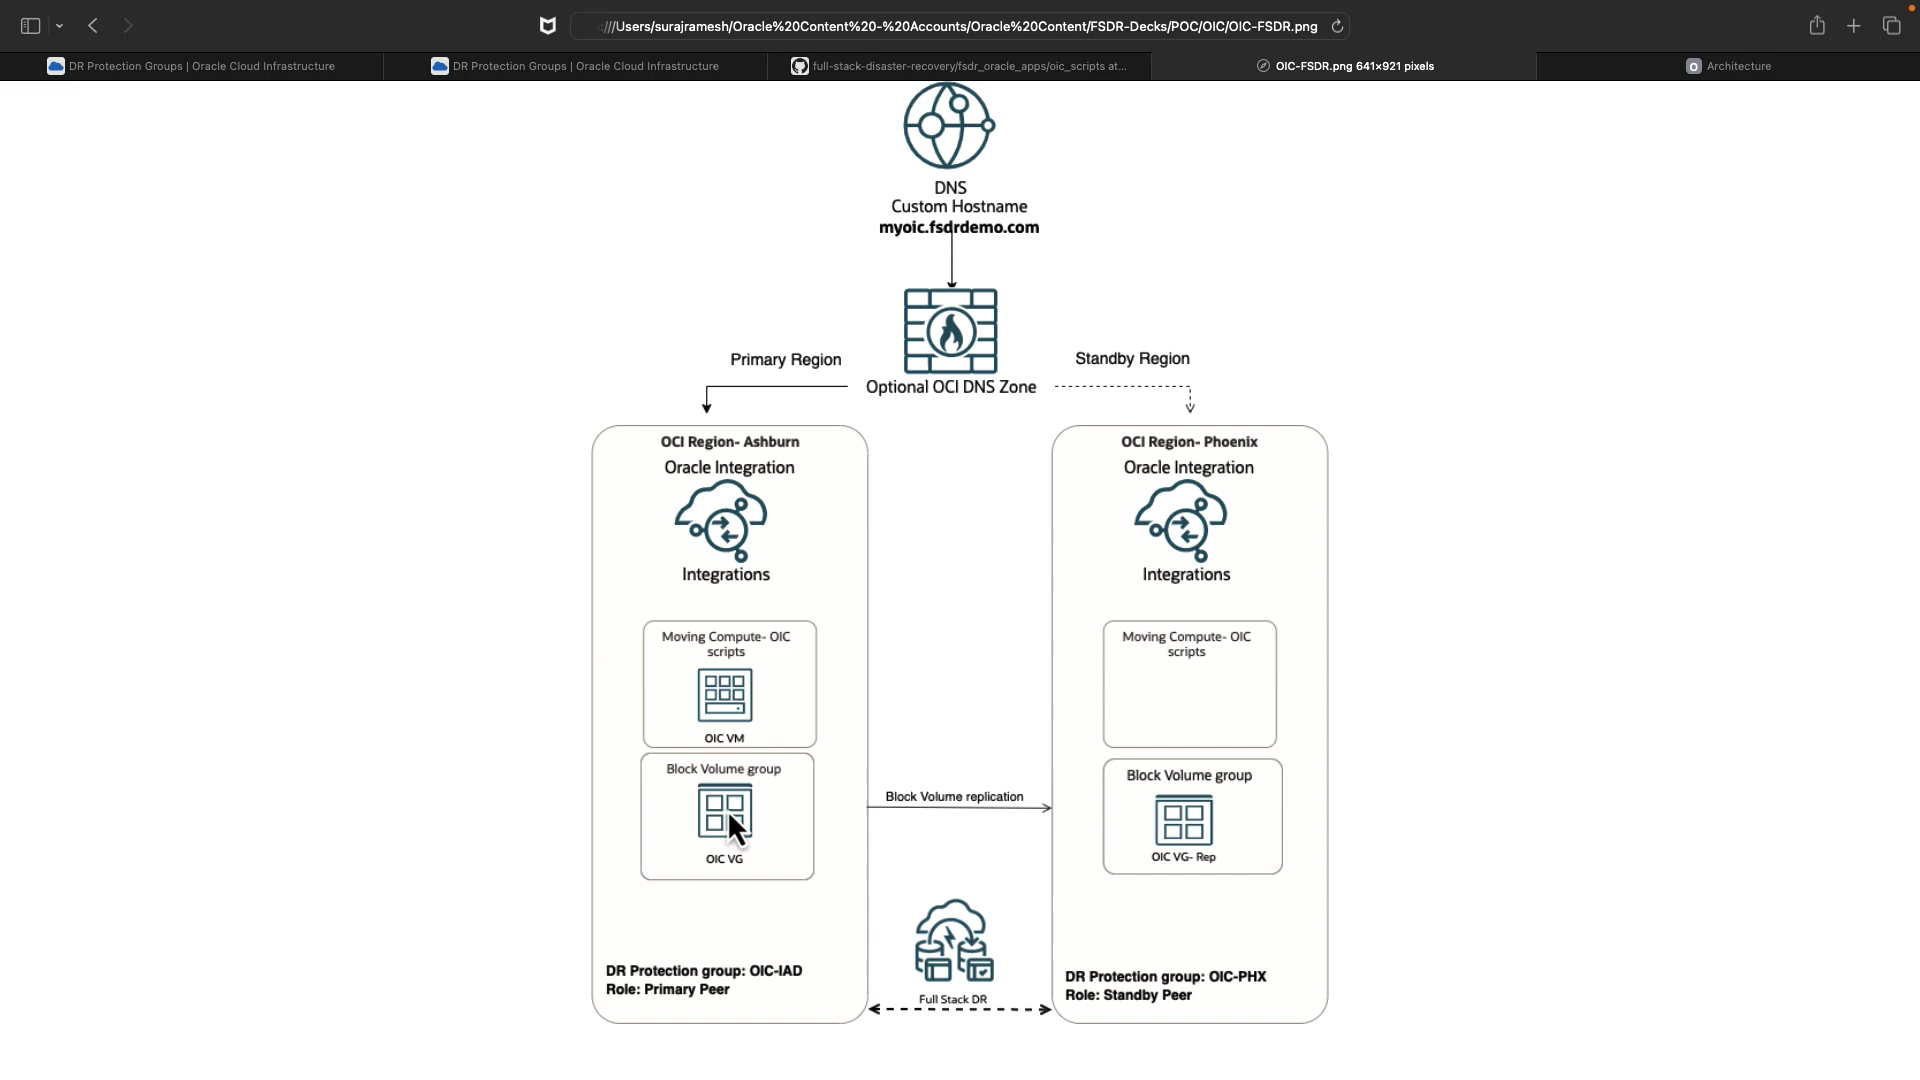 :///Users/surajramesh/Oracle%20Content%20-%20Accounts/Oracle%20Content/FSDR-Decks/POC/OIC/OIC-FSDR.png
DR Protection Groups | Oracle Cloud Infrastructure
DR Protection Groups | Oracle Cloud Infrastructure
full-stack-disaster-recovery/fsdr_oracle_apps/oic_scripts at...
OIC-FSDR.png 641×921 pixels
O
Architecture
DNS
Custom Hostname
myoic.fsdrdemo.com
Primary Region
Standby Region
Optional OCI DNS Zone
OCI Region- Ashburn
Oracle Integration
Integrations
Moving Compute- OIC
scripts
OIC VM
Block Volume group
OIC VG
DR Protection group: OIC-IAD
Role: Primary Peer
Block Volume replication
Full Stack DR
OCI Region- Phoenix
Oracle Integration
Integrations
Moving Compute- OIC
scripts
Block Volume group
OIC VG- Rep
DR Protection group: OIC-PHX
Role: Standby Peer